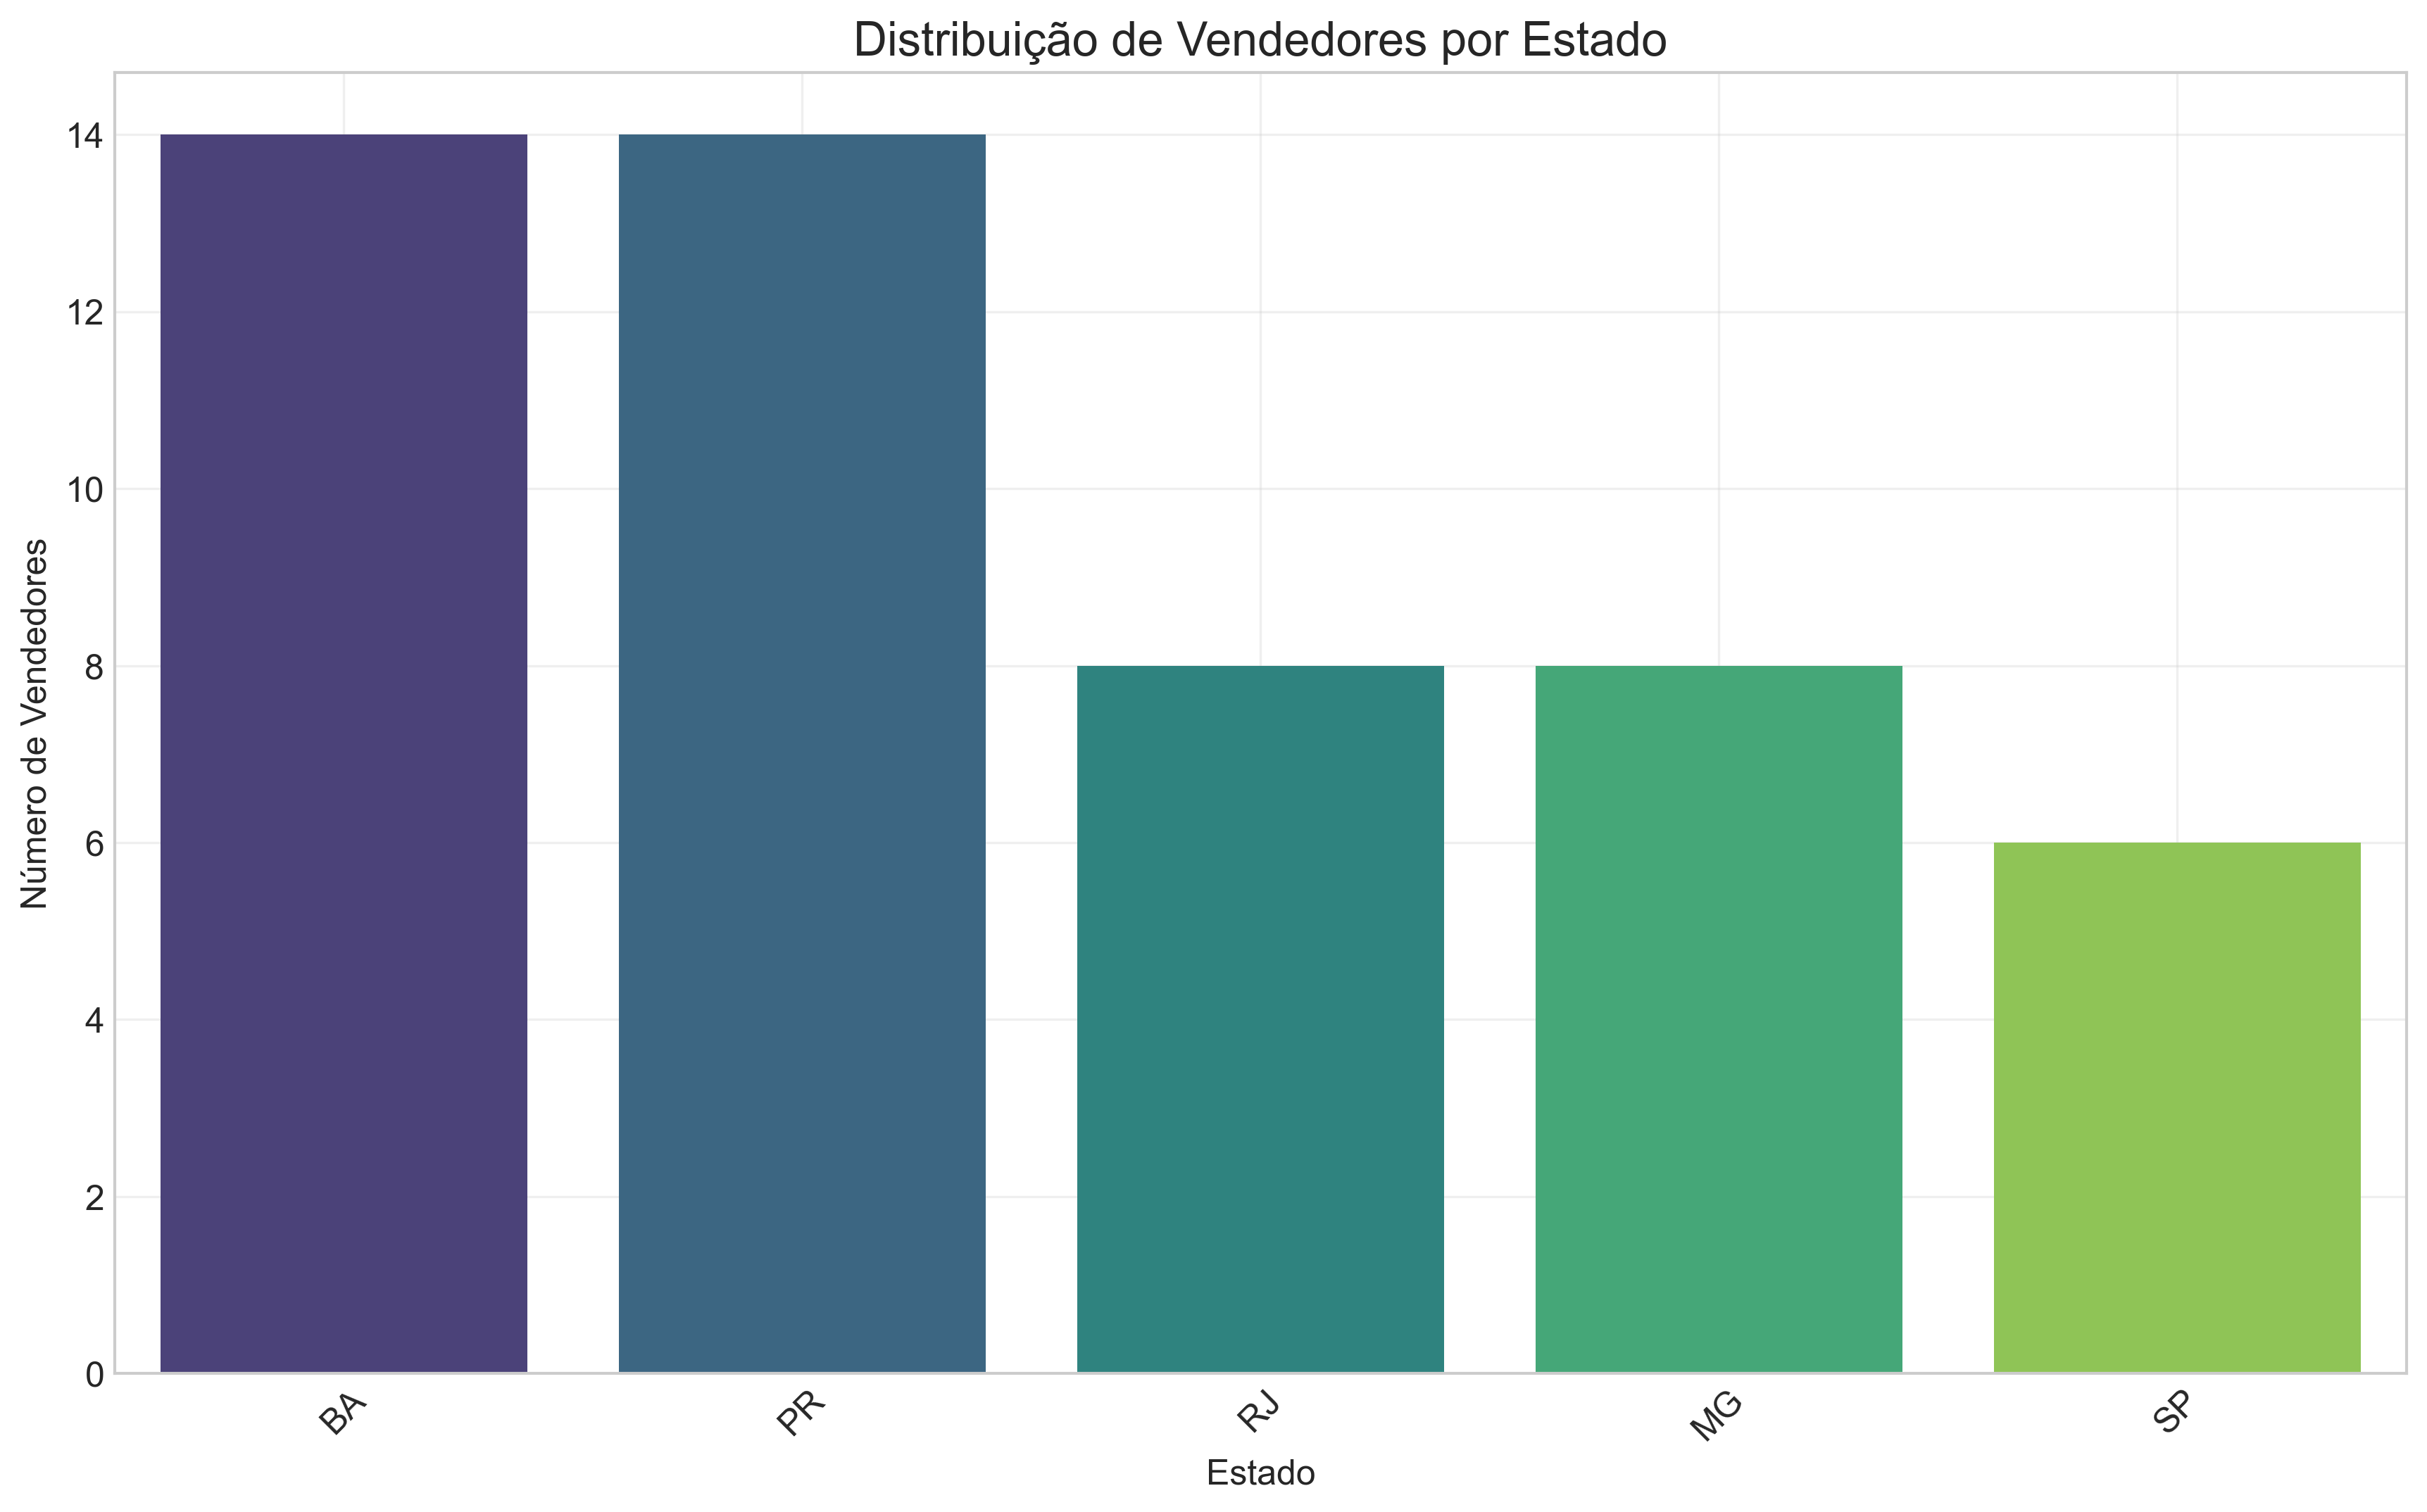 Distribuição de Vendedores por Estado
Número de Vendedores
14
12
10
8
6
4
2
0
BA
PR
RJ
MG
SP
Estado